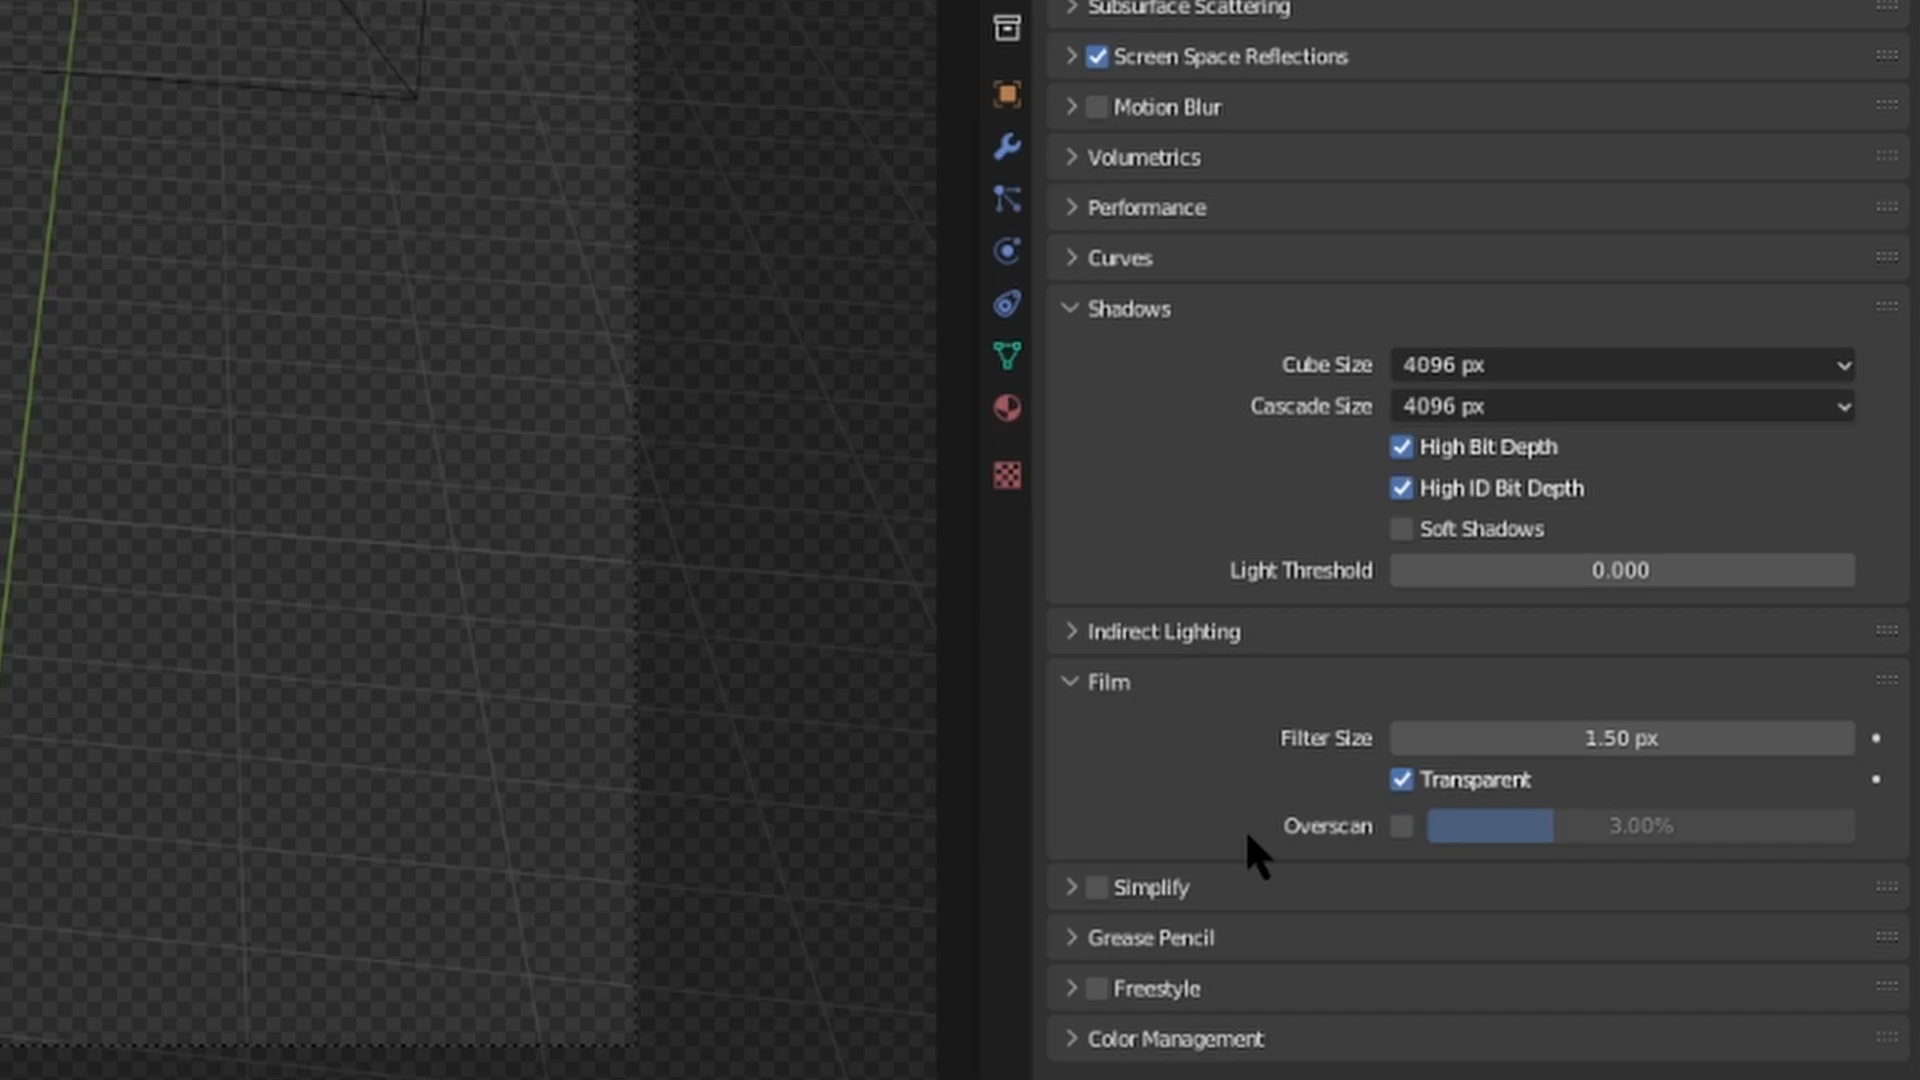 Subsurface Scattering
Screen Space Reflections
Motion Blur
Volumetrics
Performance
Curves
Shadows
Cube Size 4096 px
Cascade Size 4096 px
High Bit Depth
High ID Bit Depth
Soft Shadows
Light Threshold 0.000
Indirect Lighting
Film
Filter Size 1.50 px
Transparent
Overscan 3.00%
Simplify
Grease Pencil
Freestyle
Color Management